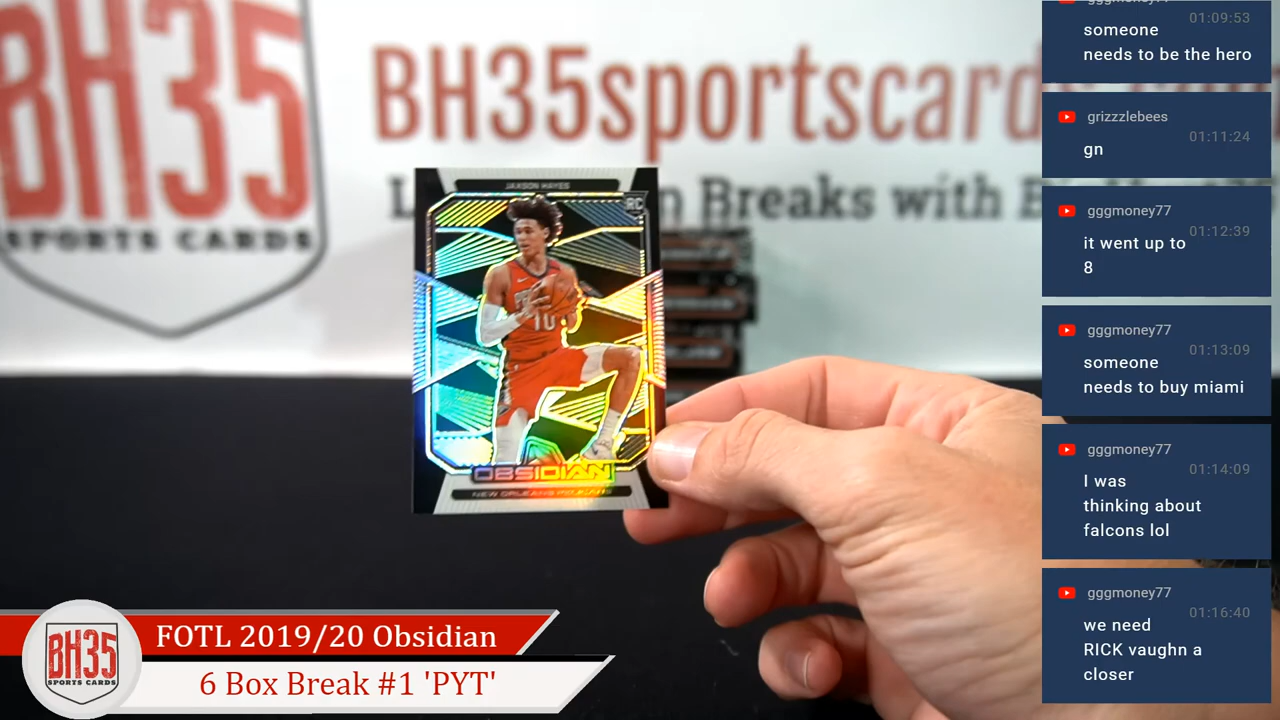 BH35
SPORTS CARDS
BH35sportscard
Breaks with
JAXSON HAYES
RC
10
OBSIDIAN
NEW ORLEANS PELICANS
FOTL 2019/20 Obsidian
6 Box Break #1 'PYT'
BH35
SPORTS CARDS
gggmoney77
01:09:53
someone
needs to be the hero
grizzzlebees
01:11:24
gn
gggmoney77
01:12:39
it went up to
8
gggmoney77
01:13:09
someone
needs to buy miami
gggmoney77
01:14:09
I was
thinking about
falcons lol
gggmoney77
01:16:40
we need
RICK vaughn a
closer